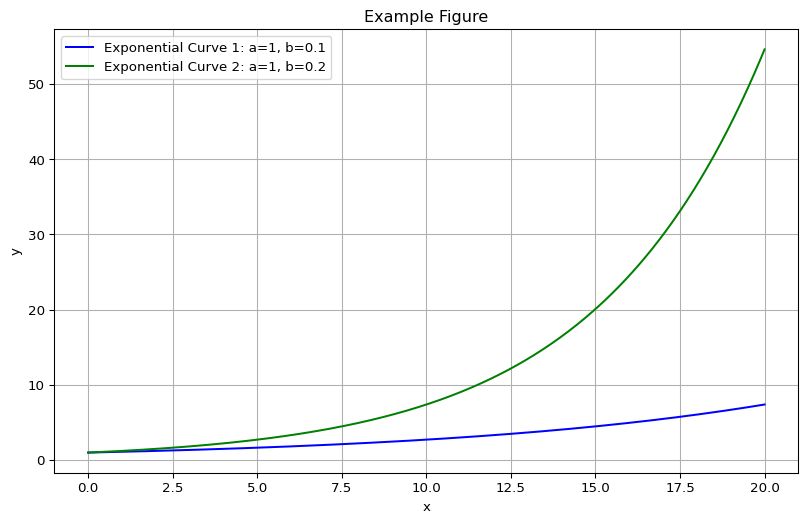 Example Figure
Exponential Curve 1: a=1, b=0.1
Exponential Curve 2: a=1, b=0.2
y
50
40
30
20
10
0
0.0 2.5 5.0 7.5 10.0 12.5 15.0 17.5 20.0
x